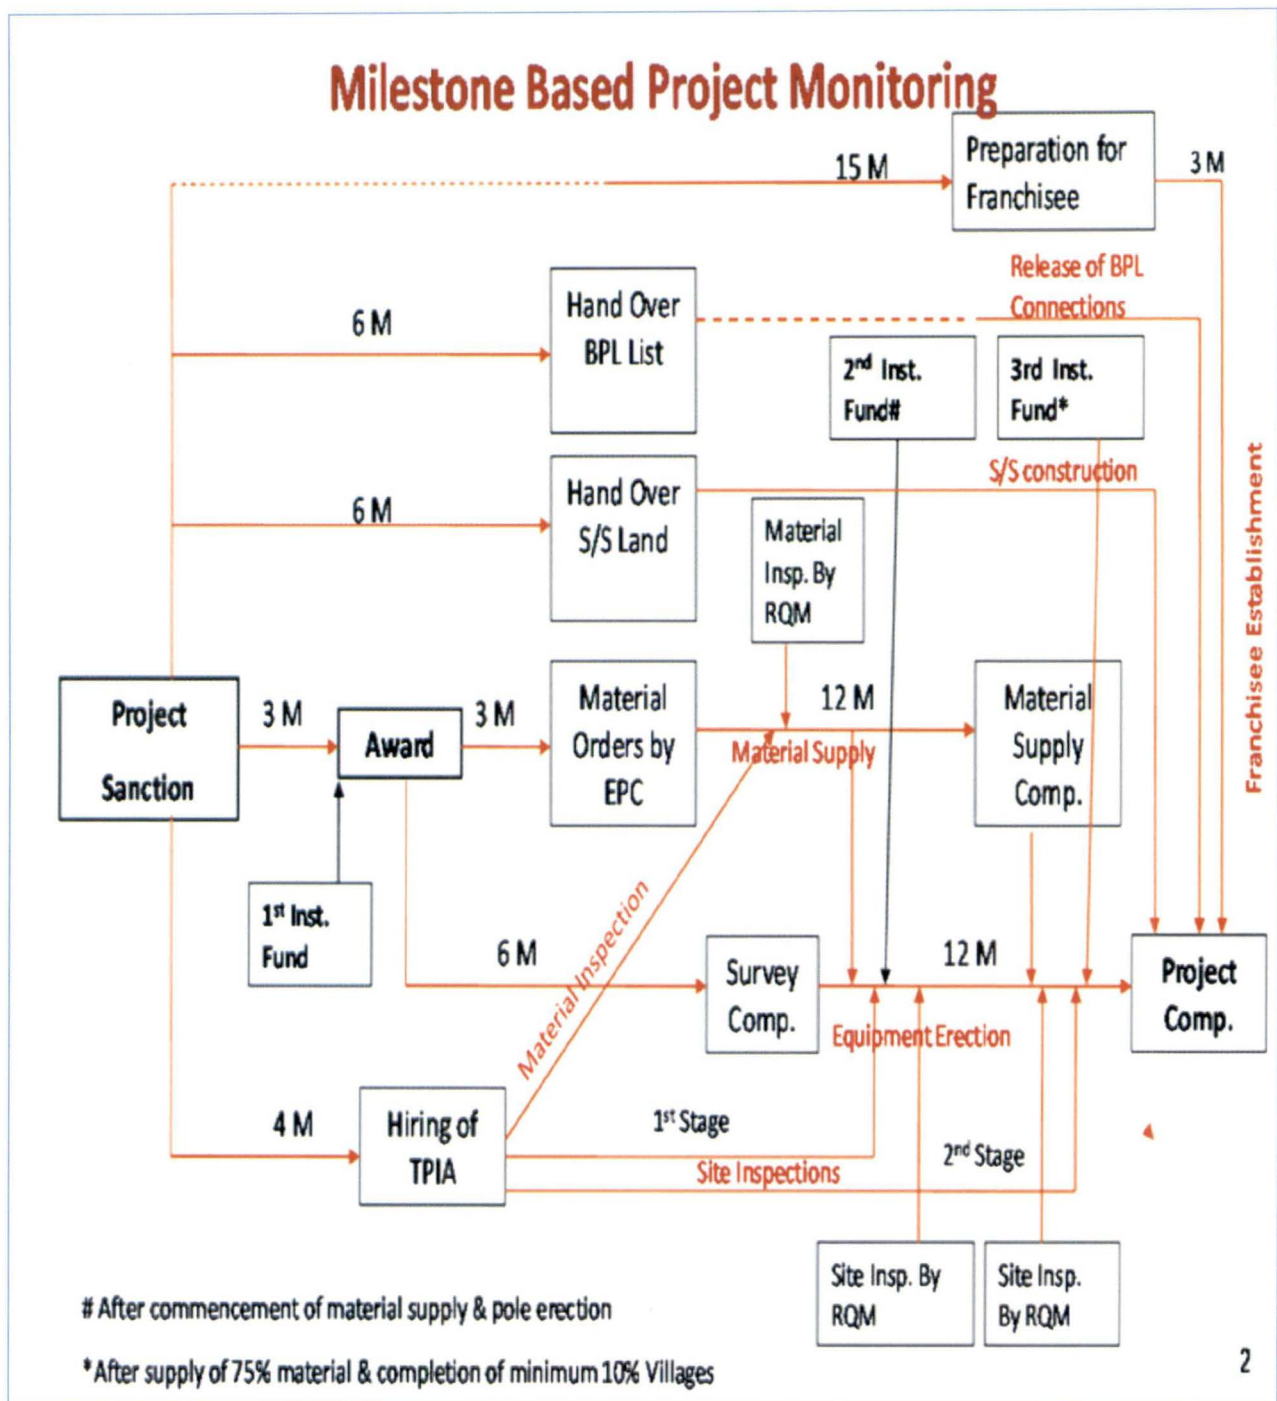 Milestone Based Project Monitoring
15 M
Preparation for
Franchisee
3 M
Release of BPL
Connections
6 M
Hand Over
BPL List
2nd Inst.
Fund#
3rd Inst.
Fund*
S/S construction
6 M
Hand Over
S/S Land
Material
Insp. By
RQM
Franchisee Establishment
Project
Sanction
3 M
Award
3 M
Material
Orders by
EPC
12 M
Material Supply
Material
Supply
Comp.
1st Inst.
Fund
6 M
Material Inspection
Survey
Comp.
12 M
Equipment Erection
Project
Comp.
4 M
Hiring of
TPIA
1st Stage
Site Inspections
2nd Stage
Site Insp. By
RQM
Site Insp.
By RQM
# After commencement of material supply & pole erection
*After supply of 75% material & completion of minimum 10% Villages
2